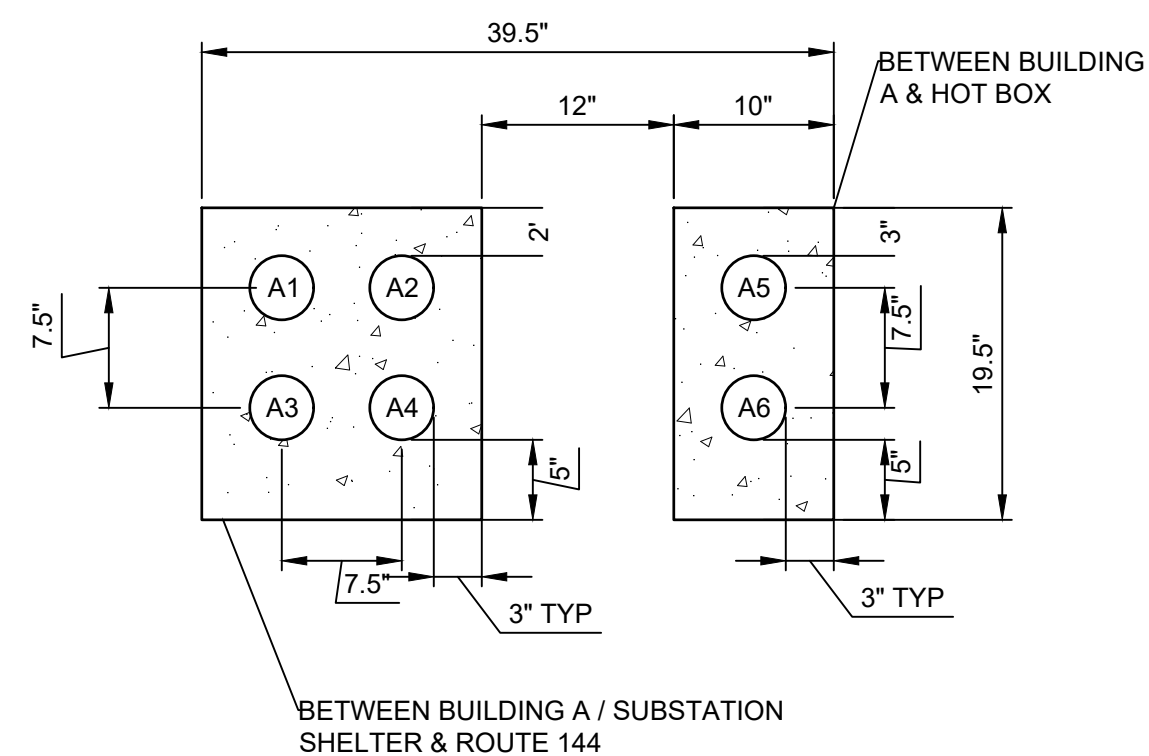 39.5"
BETWEEN BUILDING
A & HOT BOX
12"
10"
2'
3"
A1
A2
A5
7.5"
7.5"
19.5"
A3
A4
A6
5"
5"
7.5"
3" TYP
3" TYP
BETWEEN BUILDING A / SUBSTATION
SHELTER & ROUTE 144